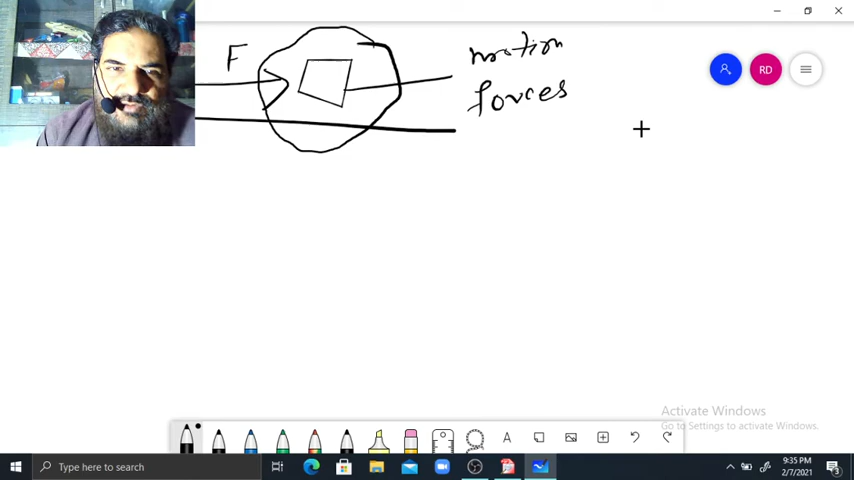 F
motion
forces
RD
A
Activate Windows
Go to Settings to activate Windows.
Type here to search
9:35 PM
2/7/2021
3